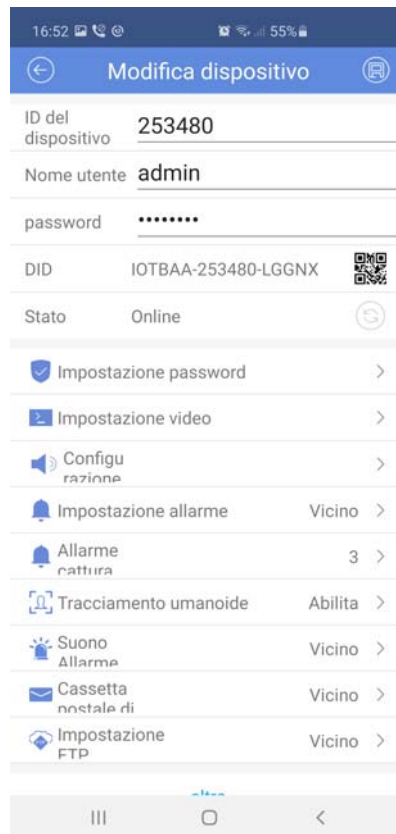 16:52 55%
Modifica dispositivo
ID del
dispositivo 253480
Nome utente admin
password ••••••••
DID IOTBAA-253480-LGGNX
Stato Online
Impostazione password
Impostazione video
Configu
razione
Impostazione allarme Vicino
Allarme 3
cattura
Tracciamento umanoide Abilita
Suono Vicino
Allarme
Cassetta Vicino
postale di
Impostazione Vicino
FTP
altro